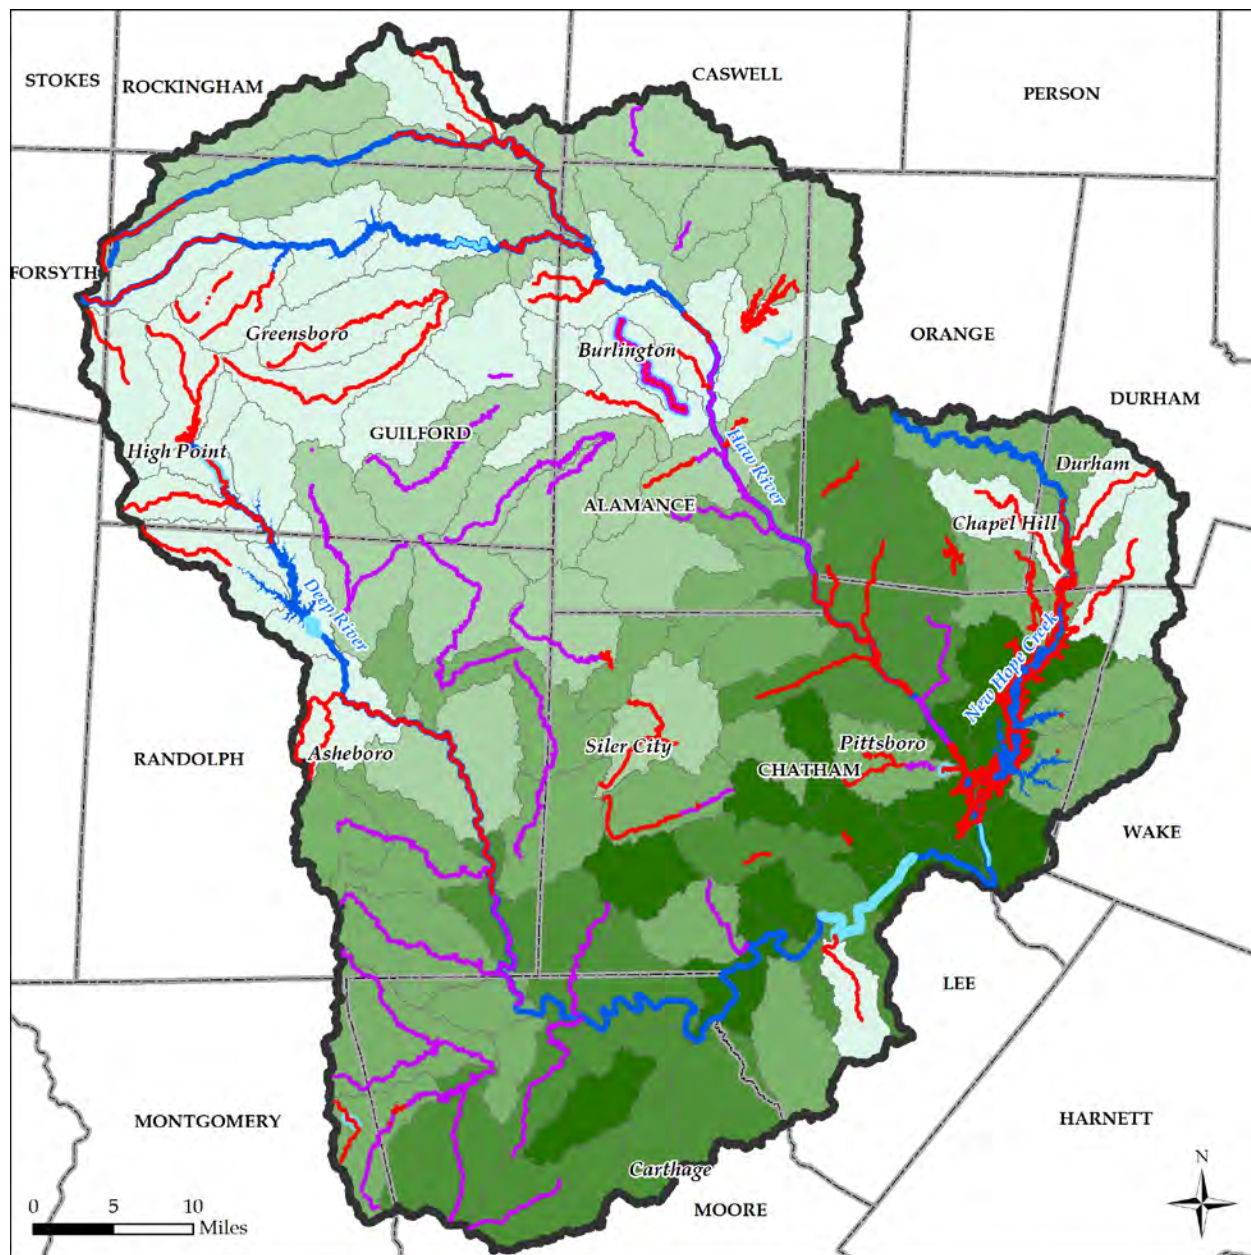 STOKES
ROCKINGHAM
CASWELL
PERSON
FORSYTH
Greensboro
Burlington
ORANGE
DURHAM
High Point
GUILFORD
Haw River
Durham
ALAMANCE
Chapel Hill
Deep River
New Hope Creek
RANDOLPH
Asheboro
Siler City
Pittsboro
CHATHAM
WAKE
LEE
MONTGOMERY
HARNETT
Carthage
MOORE
N
0 5 10
Miles